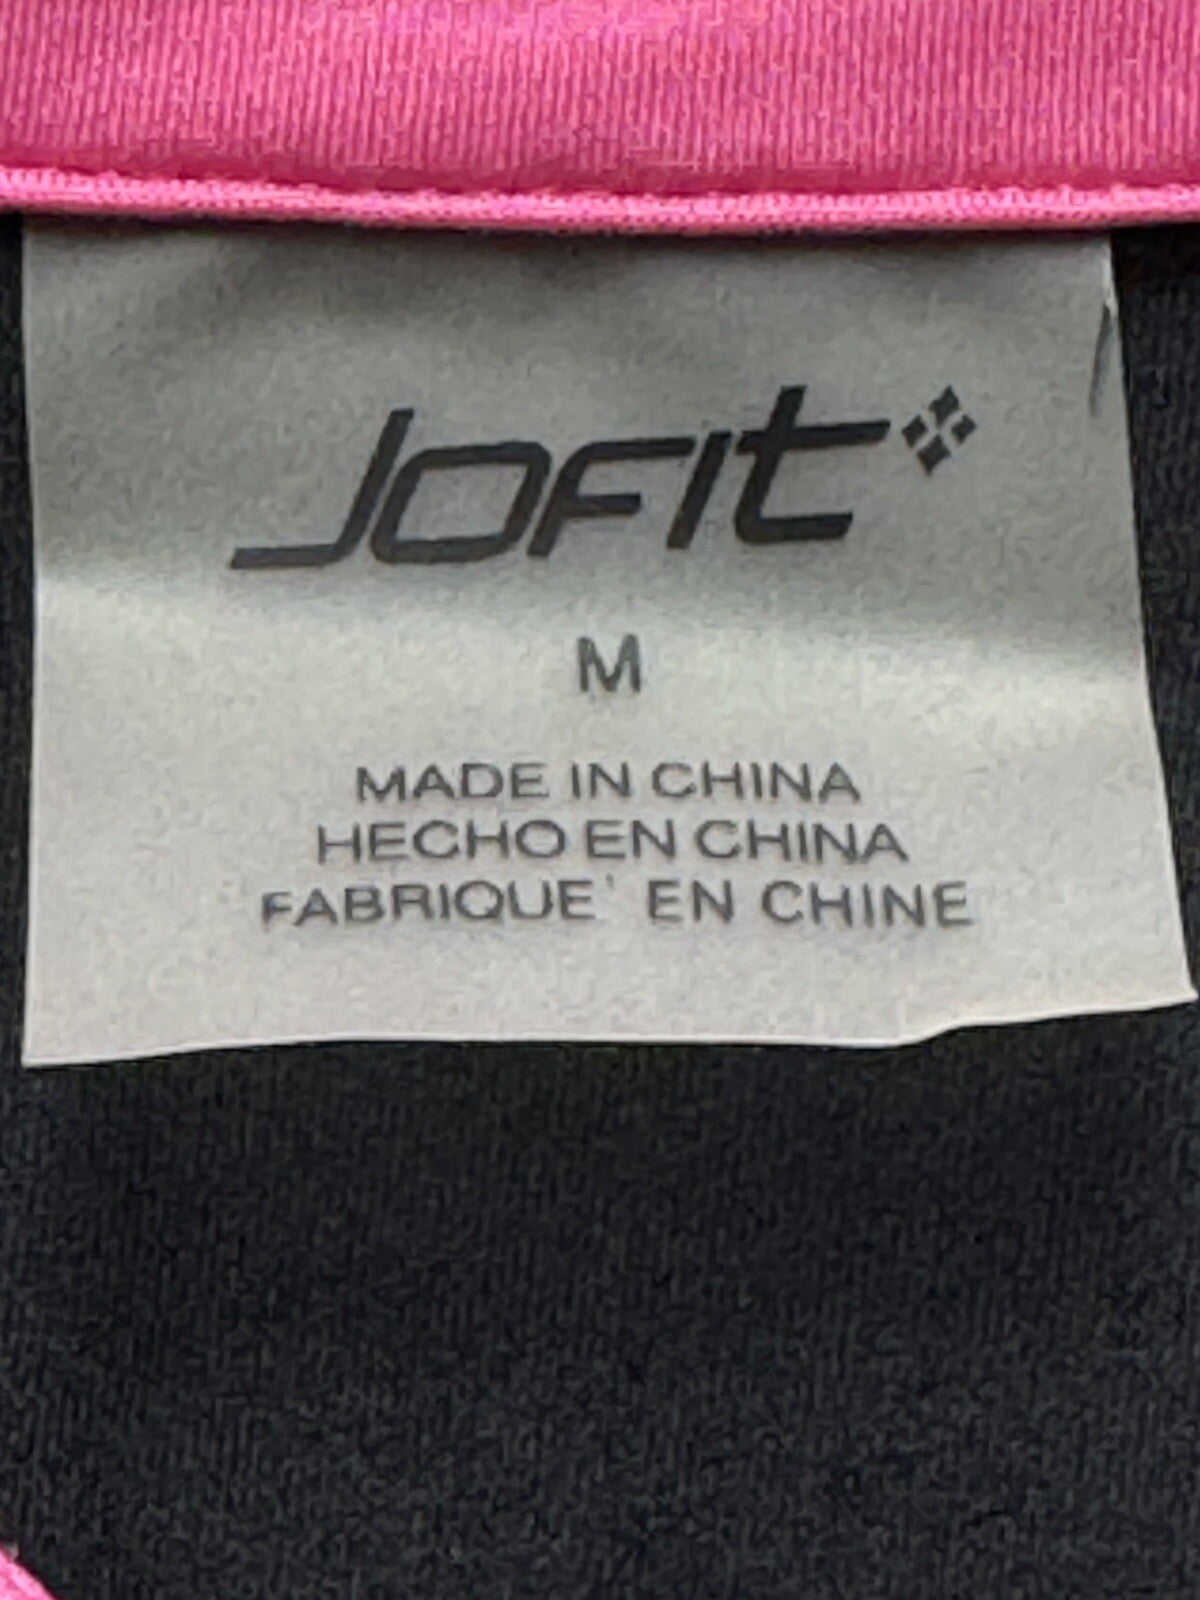 JOFIT
M
MADE IN CHINA
HECHO EN CHINA
FABRIQUE' EN CHINE